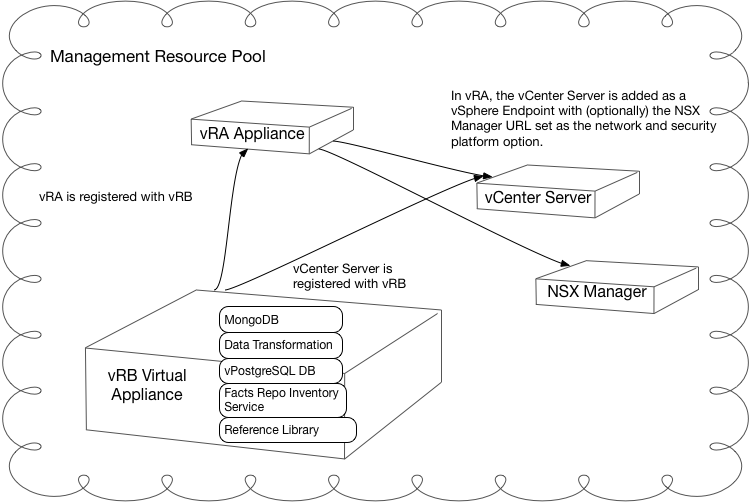 Management Resource Pool
In vRA, the vCenter Server is added as a
vSphere Endpoint with (optionally) the NSX
Manager URL set as the network and security
platform option.
vRA Appliance
vRA is registered with vRB
vCenter Server
vCenter Server is
registered with vRB
NSX Manager
MongoDB
Data Transformation
vPostgreSQL DB
vRB Virtual
Appliance
Facts Repo Inventory
Service
Reference Library